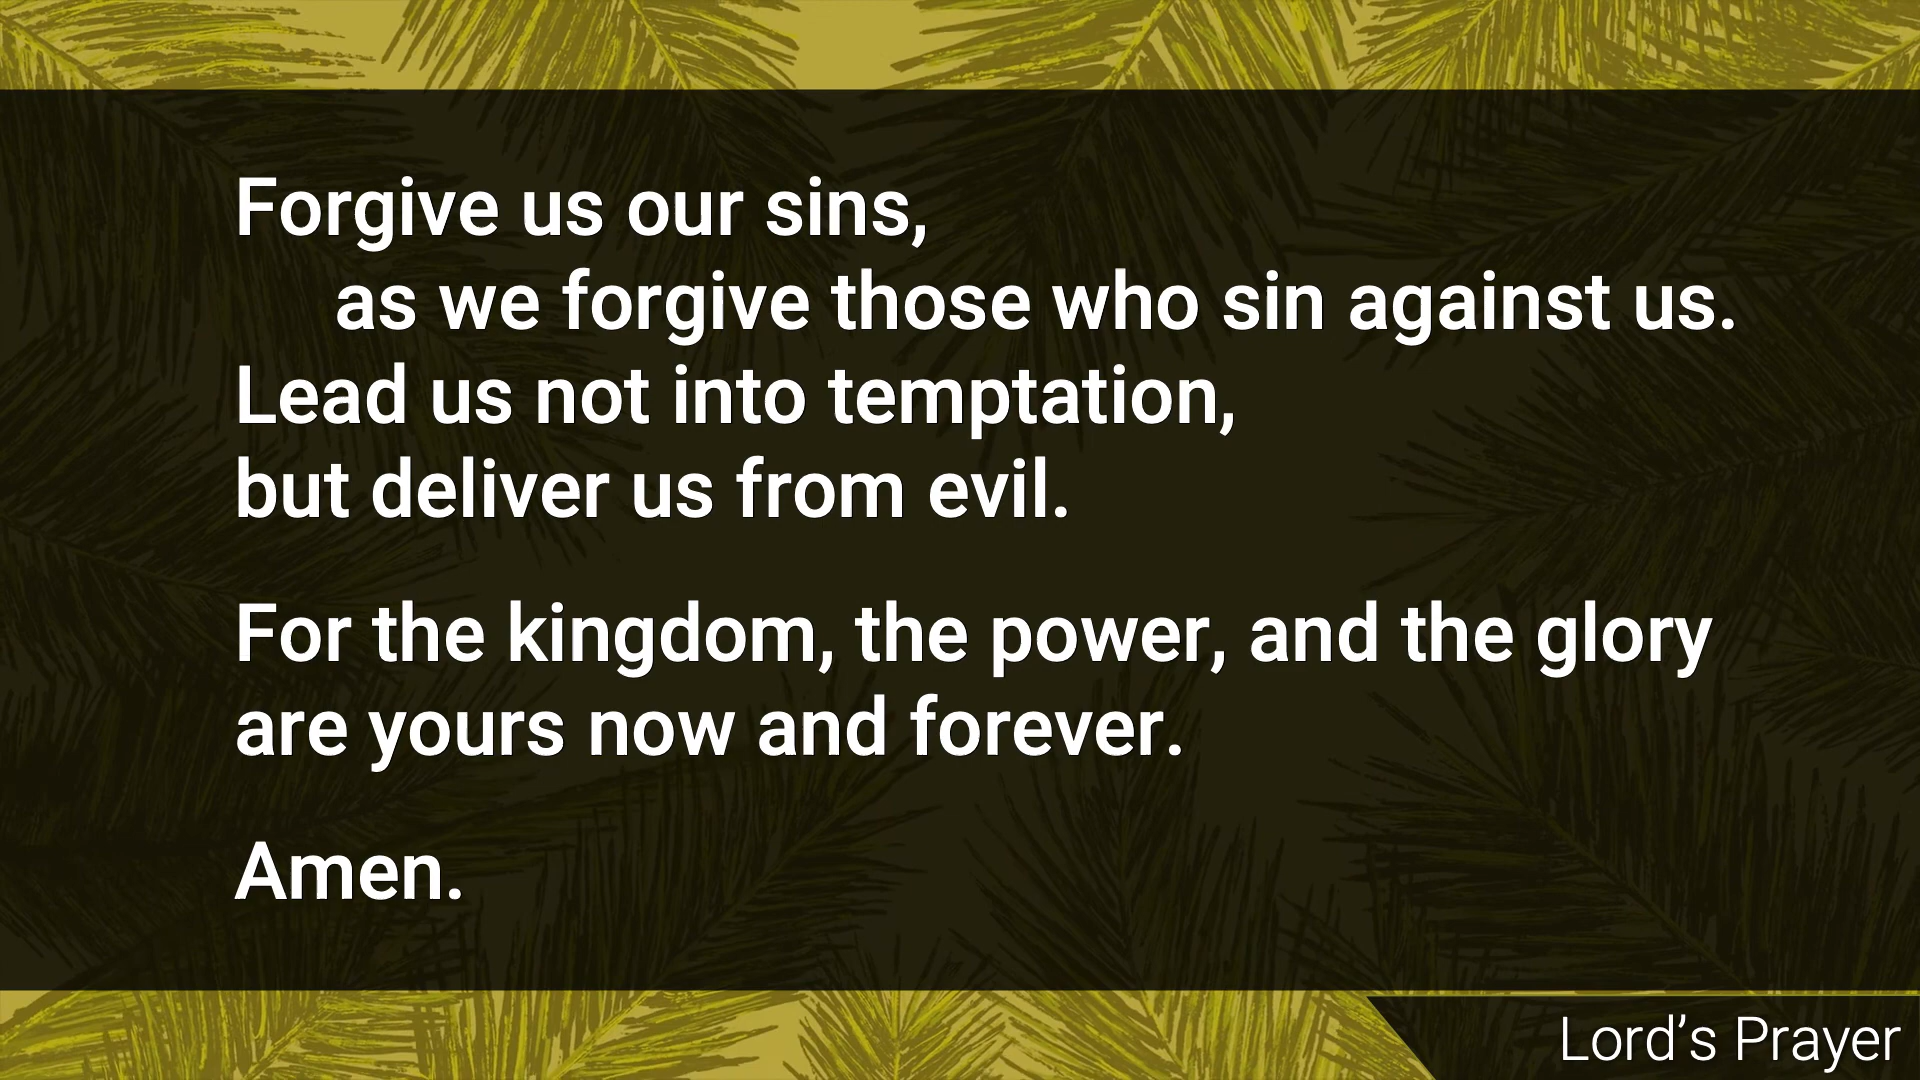 Forgive us our sins,
as we forgive those who sin against us.
Lead us not into temptation,
but deliver us from evil.
For the kingdom, the power, and the glory
are yours now and forever.
Amen.
Lord’s Prayer